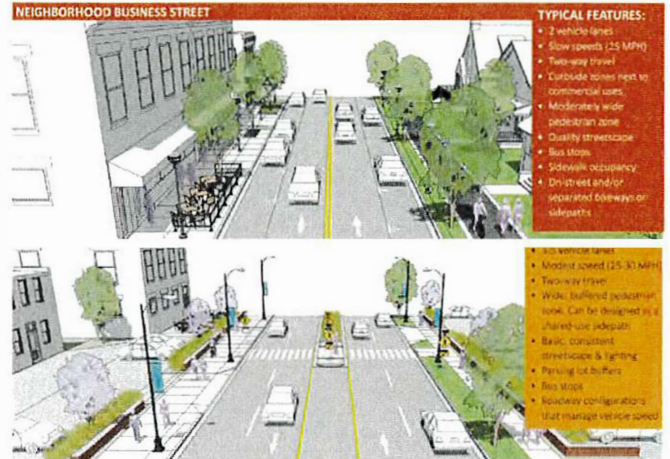 NEIGHBORHOOD BUSINESS STREET
TYPICAL FEATURES:
• 2 vehicle lanes
• Slow speeds (25 MPH)
• Two-way travel
• Curbside zones next to
commercial uses
• Moderately wide
pedestrian zone
• Quality streetscape
• Bus stops
• Sidewalk occupancy
• On-street and/or
separated bikeways or
sidepaths
vehicle lanes
• Modest speed (25-30 MPH)
• Two-way travel
• Wide, buffered pedestrian
zone. Can be designed as a
shared-use sidepath
• Basic, consistent
streetscape & lighting
• Parking lot buffers
• Bus stops
• Roadway configurations
that manage vehicle speed